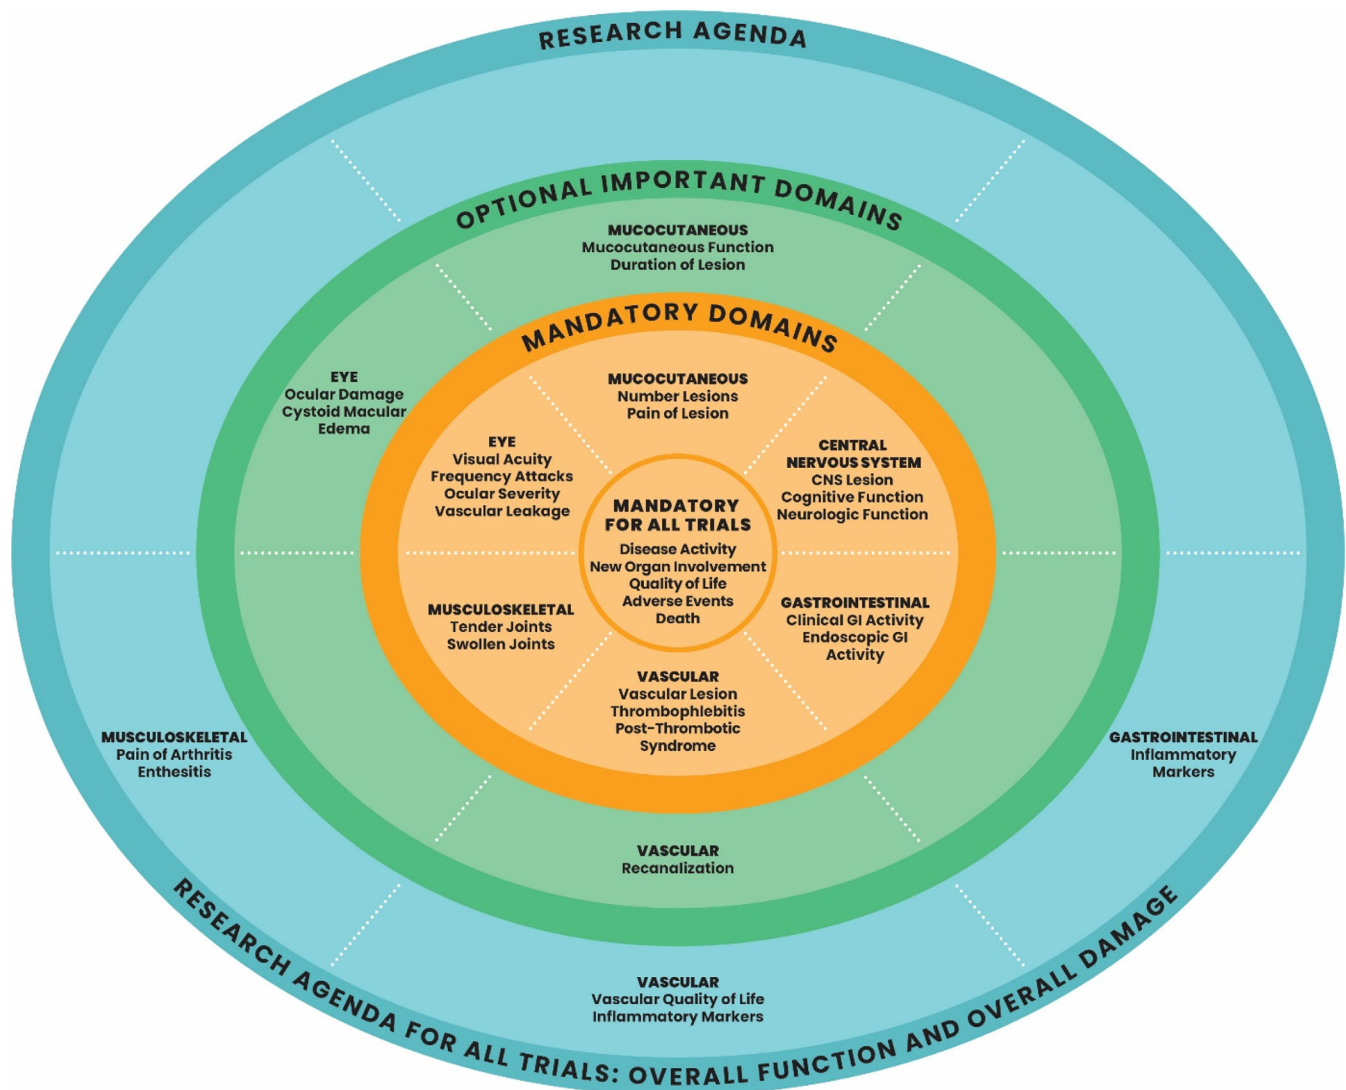 RESEARCH AGENDA
OPTIONAL IMPORTANT DOMAINS
MUCOCUTANEOUS
Mucocutaneous Function
Duration of Lesion
MANDATORY DOMAINS
MUCOCUTANEOUS
Number Lesions
Pain of Lesion
EYE
Ocular Damage
Cystoid Macular
Edema
EYE
Visual Acuity
Frequency Attacks
Ocular Severity
Vascular Leakage
CENTRAL
NERVOUS SYSTEM
CNS Lesion
Cognitive Function
Neurologic Function
MANDATORY
FOR ALL TRIALS
Disease Activity
New Organ Involvement
Quality of Life
Adverse Events
Death
MUSCULOSKELETAL
Tender Joints
Swollen Joints
GASTROINTESTINAL
Clinical GI Activity
Endoscopic GI
Activity
VASCULAR
Vascular Lesion
Thrombophlebitis
Post-Thrombotic
Syndrome
MUSCULOSKELETAL
Pain of Arthritis
Enthesitis
GASTROINTESTINAL
Inflammatory
Markers
VASCULAR
Recanalization
VASCULAR
Vascular Quality of Life
Inflammatory Markers
RESEARCH AGENDA FOR ALL TRIALS: OVERALL FUNCTION AND OVERALL DAMAGE